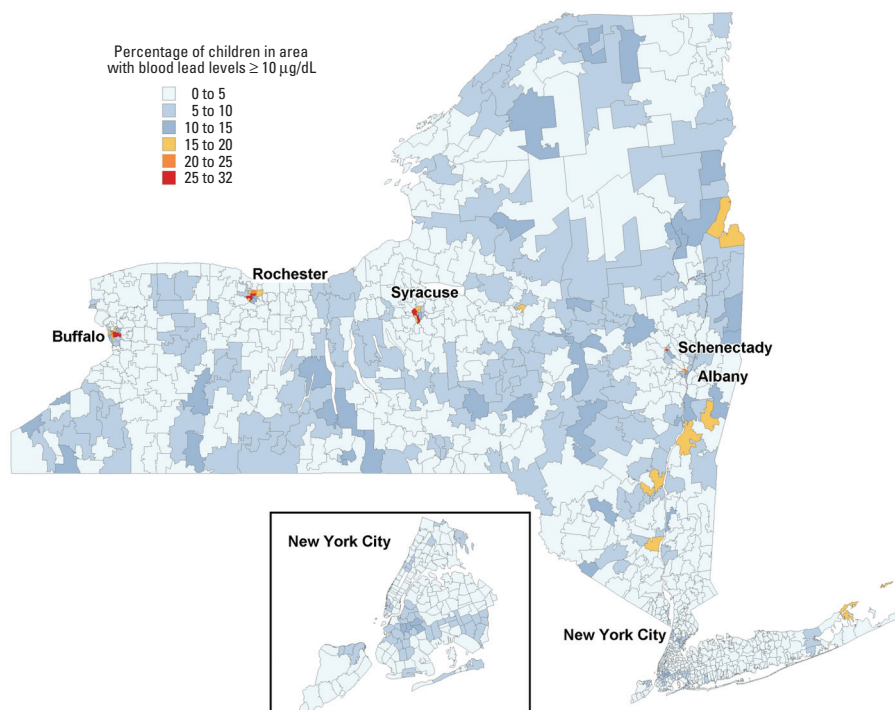 Percentage of children in area
with blood lead levels ≥ 10 μg/dL
0 to 5
5 to 10
10 to 15
15 to 20
20 to 25
25 to 32
Rochester
Syracuse
Buffalo
Schenectady
Albany
New York City
New York City